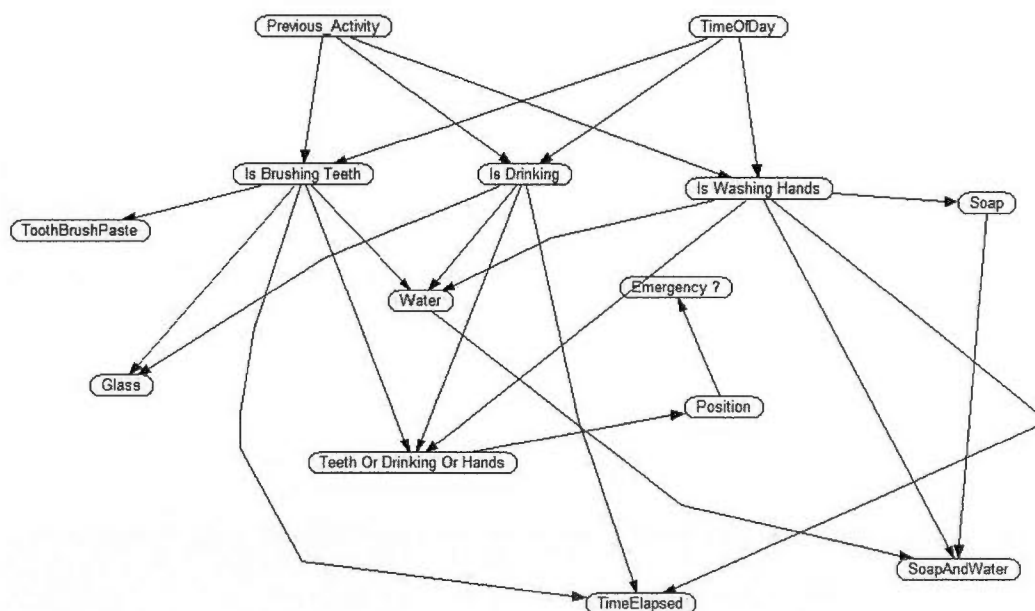 Previous_Activity
TimeOfDay
Is Brushing Teeth
Is Drinking
Is Washing Hands
Soap
ToothBrushPaste
Emergency ?
Water
Glass
Position
Teeth Or Drinking Or Hands
SoapAndWater
TimeElapsed